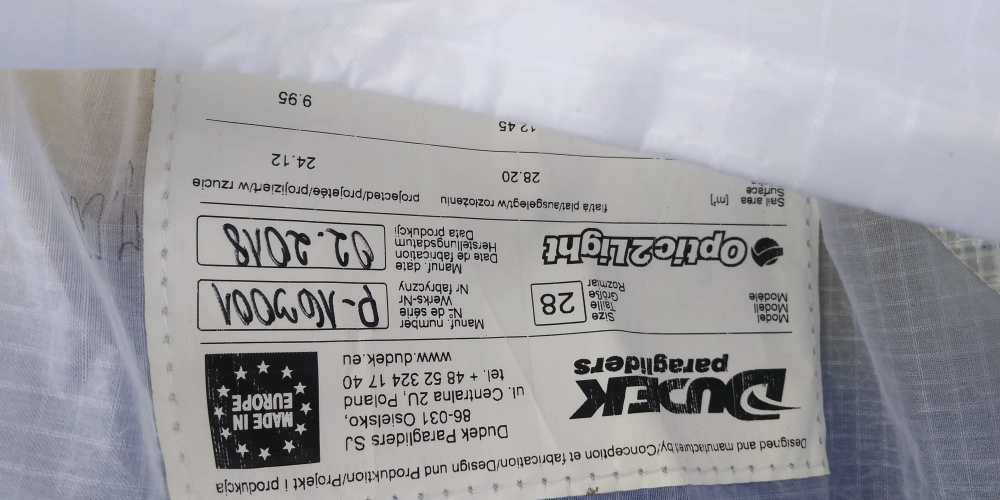 Designed and manufactured by/Conception et fabrication/Design und Produktion/Projekt i produkcja
DUDEK
paragliders
Dudek Paragliders SJ
86-031 Osielsko,
ul. Centralna 2U, Poland
tel. + 48 52 324 17 40
www.dudek.eu
MADE IN
EUROPE
Model
Modell
Modèle
Size
Taille
Größe
Rozmiar
28
Manuf. number
N° de série
Werks-Nr
Nr fabryczny
P-163001
Optic2Light
Manuf. date
Date de fabrication
Herstellungsdatum
Data produkcji
02.2018
Sail area [m²]
Surface
flat/à plat/ausgelegt/w rozłożeniu
projected/projetée/projiziert/w rzucie
28.20
24.12
12.45
9.95